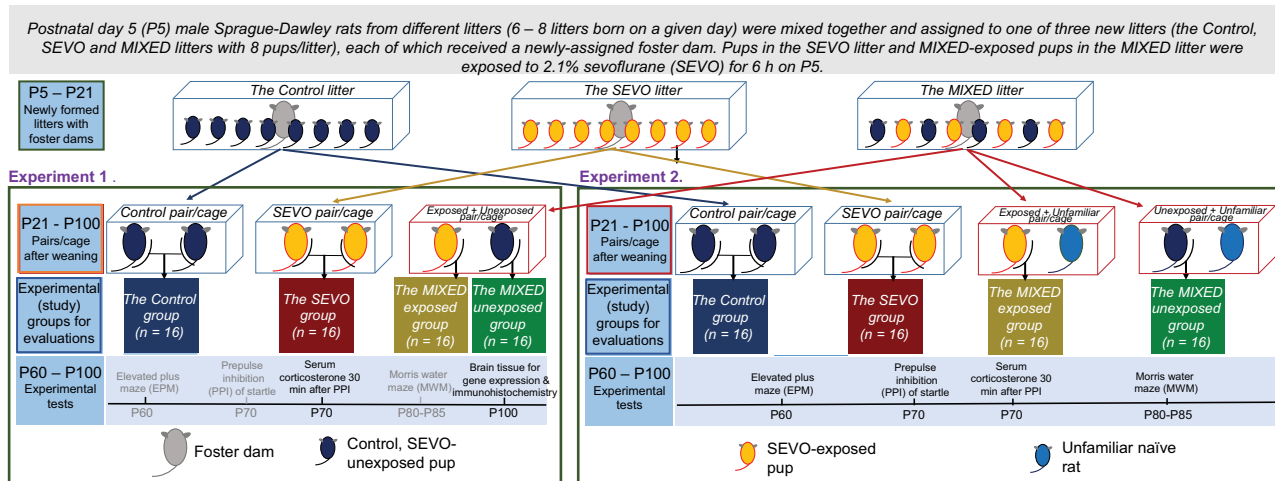 Postnatal day 5 (P5) male Sprague-Dawley rats from different litters (6 – 8 litters born on a given day) were mixed together and assigned to one of three new litters (the Control,
SEVO and MIXED litters with 8 pups/litter), each of which received a newly-assigned foster dam. Pups in the SEVO litter and MIXED-exposed pups in the MIXED litter were
exposed to 2.1% sevoflurane (SEVO) for 6 h on P5.
P5 – P21
Newly formed
litters with
foster dams
The Control litter
The SEVO litter
The MIXED litter
Experiment 1 .
P21 - P100
Pairs/cage
after weaning
Control pair/cage
SEVO pair/cage
Exposed + Unexposed
pair/cage
Experimental
(study)
groups for
evaluations
The Control
group
(n = 16)
The SEVO
group
(n = 16)
The MIXED
exposed
group
(n = 16)
The MIXED
unexposed
group
(n = 16)
P60 – P100
Experimental
tests
Elevated plus
maze (EPM)
Prepulse
inhibition
(PPI) of startle
Serum
corticosterone 30
min after PPI
Morris water
maze (MWM)
Brain tissue for
gene expression &
immunohistochemistry
P60
P70
P70
P80-P85
P100
Foster dam
Control, SEVO-
unexposed pup
Experiment 2.
P21 - P100
Pairs/cage
after weaning
Control pair/cage
SEVO pair/cage
Exposed + Unfamiliar
pair/cage
Unexposed + Unfamiliar
pair/cage
Experimental
(study)
groups for
evaluations
The Control
group
(n = 16)
The SEVO
group
(n = 16)
The MIXED
exposed
group
(n = 16)
The MIXED
unexposed
group
(n = 16)
P60 – P100
Experimental
tests
Elevated plus
maze (EPM)
Prepulse
inhibition
(PPI) of startle
Serum
corticosterone 30
min after PPI
Morris water
maze (MWM)
P60
P70
P70
P80-P85
SEVO-exposed
pup
Unfamiliar naïve
rat